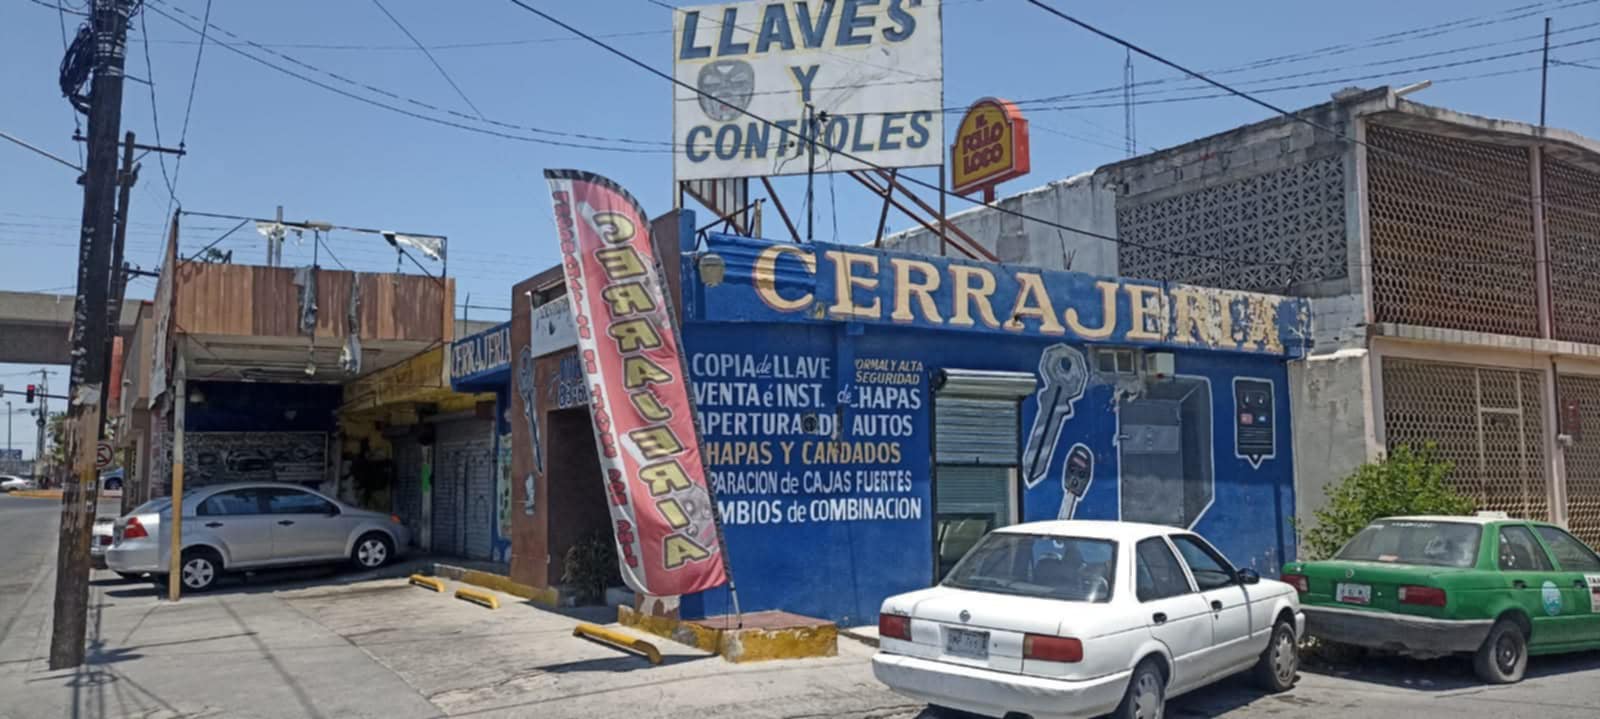 LLAVES
Y
CONTROLES
EL
POLLO
LOCO
CERRAJERIA
CERRAJERIA
CERRAJERIA
COPIA de LLAVE NORMAL Y ALTA SEGURIDAD
VENTA é INST. de CHAPAS
APERTURA DE AUTOS
CHAPAS Y CANDADOS
PARACION de CAJAS FUERTES
MBIOS de COMBINACION